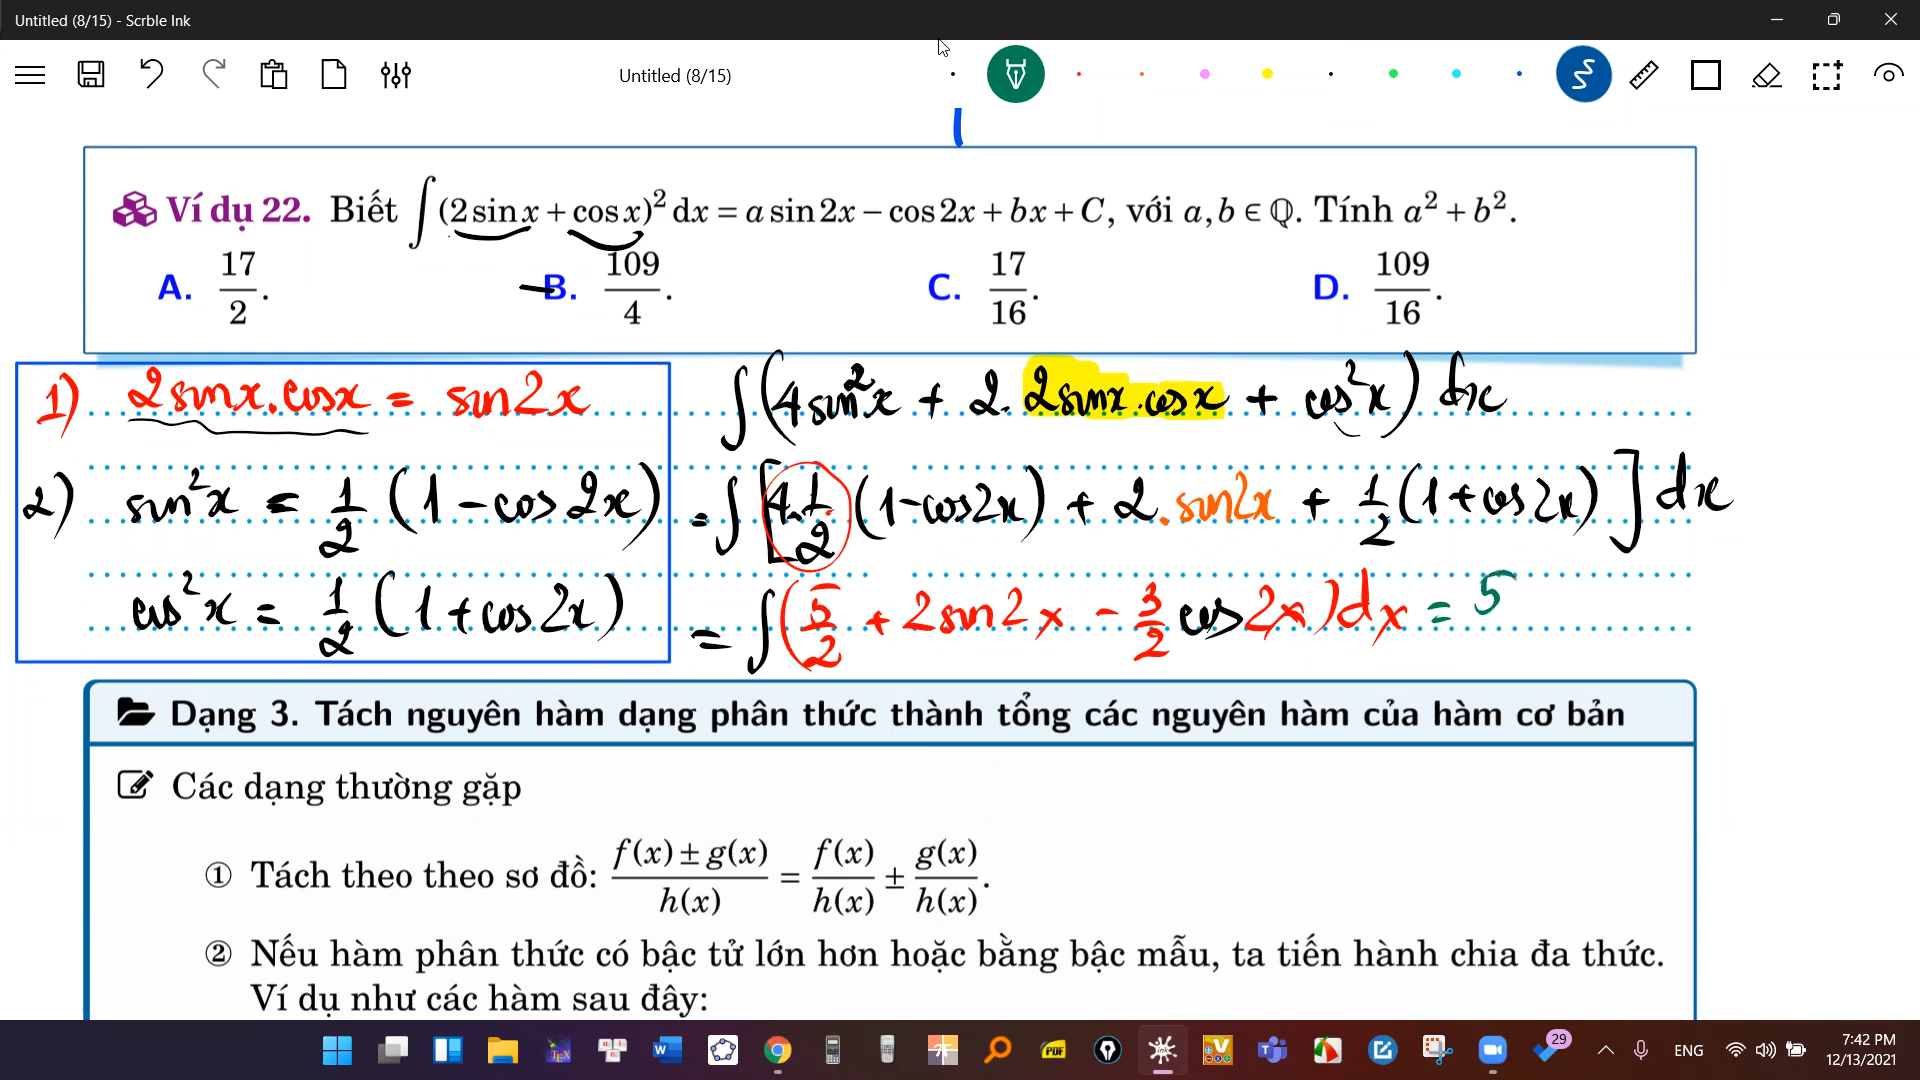 Untitled (8/15) - Scrble Ink
Untitled (8/15)
Ví dụ 22. Biết ∫(2 sin x + cos x)² dx = a sin 2x − cos 2x + bx + C, với a, b ∈ ℚ. Tính a² + b².
A. 17/2. B. 109/4. C. 17/16. D. 109/16.
1) 2sinx.cosx = sin2x
∫(4sin²x + 2.2sinx.cosx + cos²x) dx
2) sin²x = 1/2 (1 - cos2x)
= ∫[4.1/2 (1-cos2x) + 2.sin2x + 1/2 (1+cos2x)] dx
cos²x = 1/2 (1 + cos2x)
= ∫(5/2 + 2sin2x - 3/2 cos2x)dx = 5
Dạng 3. Tách nguyên hàm dạng phân thức thành tổng các nguyên hàm của hàm cơ bản
Các dạng thường gặp
① Tách theo theo sơ đồ: (f(x) ± g(x))/h(x) = f(x)/h(x) ± g(x)/h(x).
② Nếu hàm phân thức có bậc tử lớn hơn hoặc bằng bậc mẫu, ta tiến hành chia đa thức.
Ví dụ như các hàm sau đây:
29
ENG
7:42 PM
12/13/2021